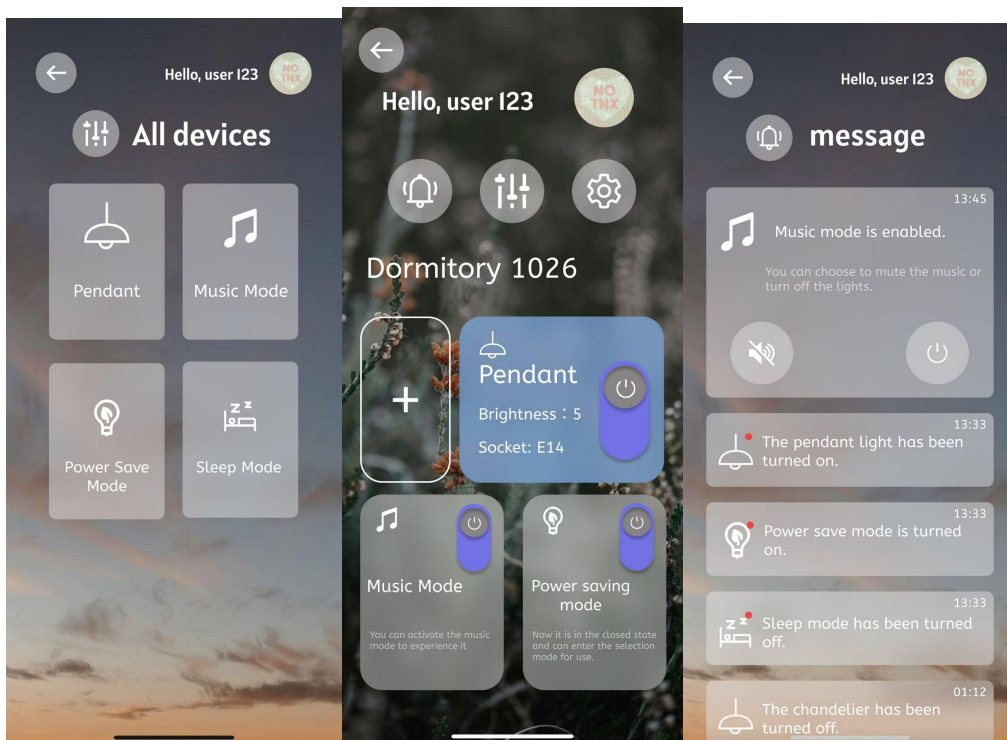 Hello, user 123
NO
TNX
All devices
Pendant
Music Mode
Power Save
Mode
Sleep Mode
Hello, user 123
NO
TNX
Dormitory 1026
+
Pendant
Brightness：5
Socket: E14
Music Mode
You can activate the music
mode to experience it
Power saving
mode
Now it is in the closed state
and can enter the selection
mode for use.
Hello, user 123
NO
TNX
message
13:45
Music mode is enabled.
You can choose to mute the music or
turn off the lights.
13:33
The pendant light has been
turned on.
13:33
Power save mode is turned
on.
13:33
z z
Sleep mode has been turned
off.
01:12
The chandelier has been
turned off.